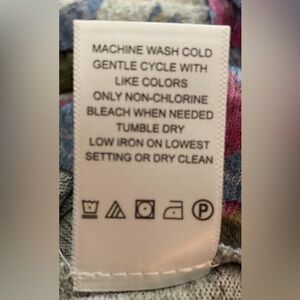 MACHINE WASH COLD
GENTLE CYCLE WITH
LIKE COLORS
ONLY NON-CHLORINE
BLEACH WHEN NEEDED
TUMBLE DRY
LOW IRON ON LOWEST
SETTING OR DRY CLEAN
P